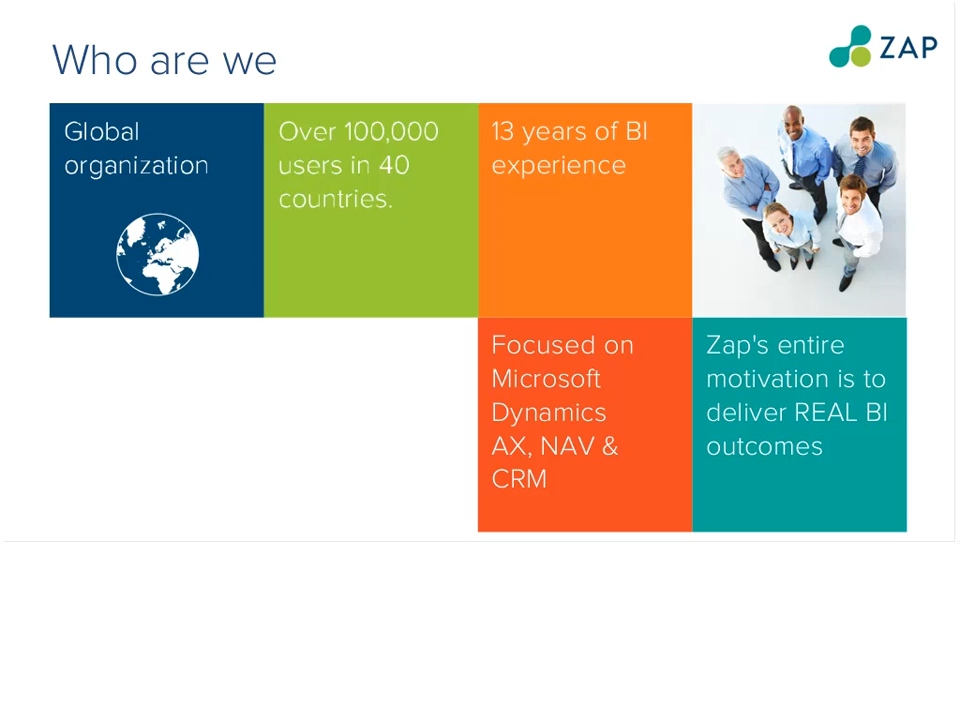 Who are we
ZAP
Global
organization
Over 100,000
users in 40
countries.
13 years of BI
experience
Focused on
Microsoft
Dynamics
AX, NAV &
CRM
Zap's entire
motivation is to
deliver REAL BI
outcomes